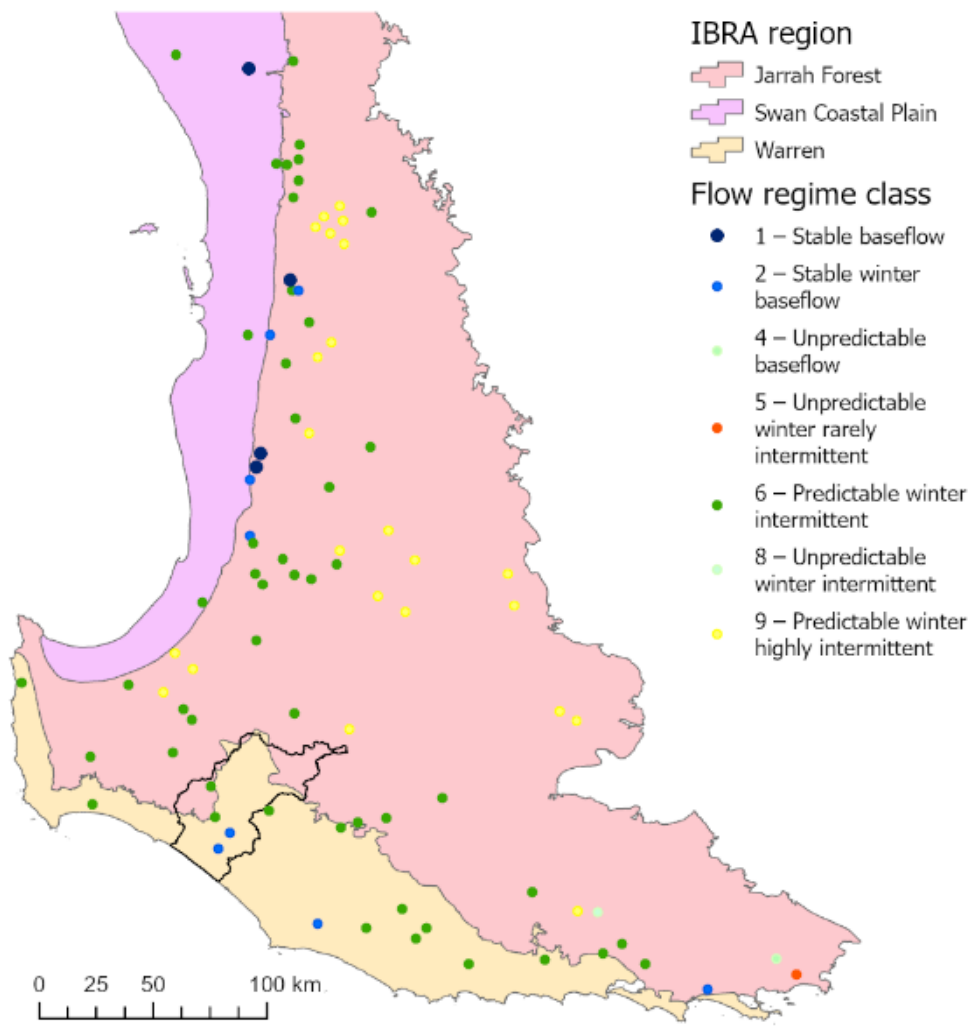 IBRA region
Jarrah Forest
Swan Coastal Plain
Warren
Flow regime class
1 – Stable baseflow
2 – Stable winter
baseflow
4 – Unpredictable
baseflow
5 – Unpredictable
winter rarely
intermittent
6 – Predictable winter
intermittent
8 – Unpredictable
winter intermittent
9 – Predictable winter
highly intermittent
0 25 50 100 km